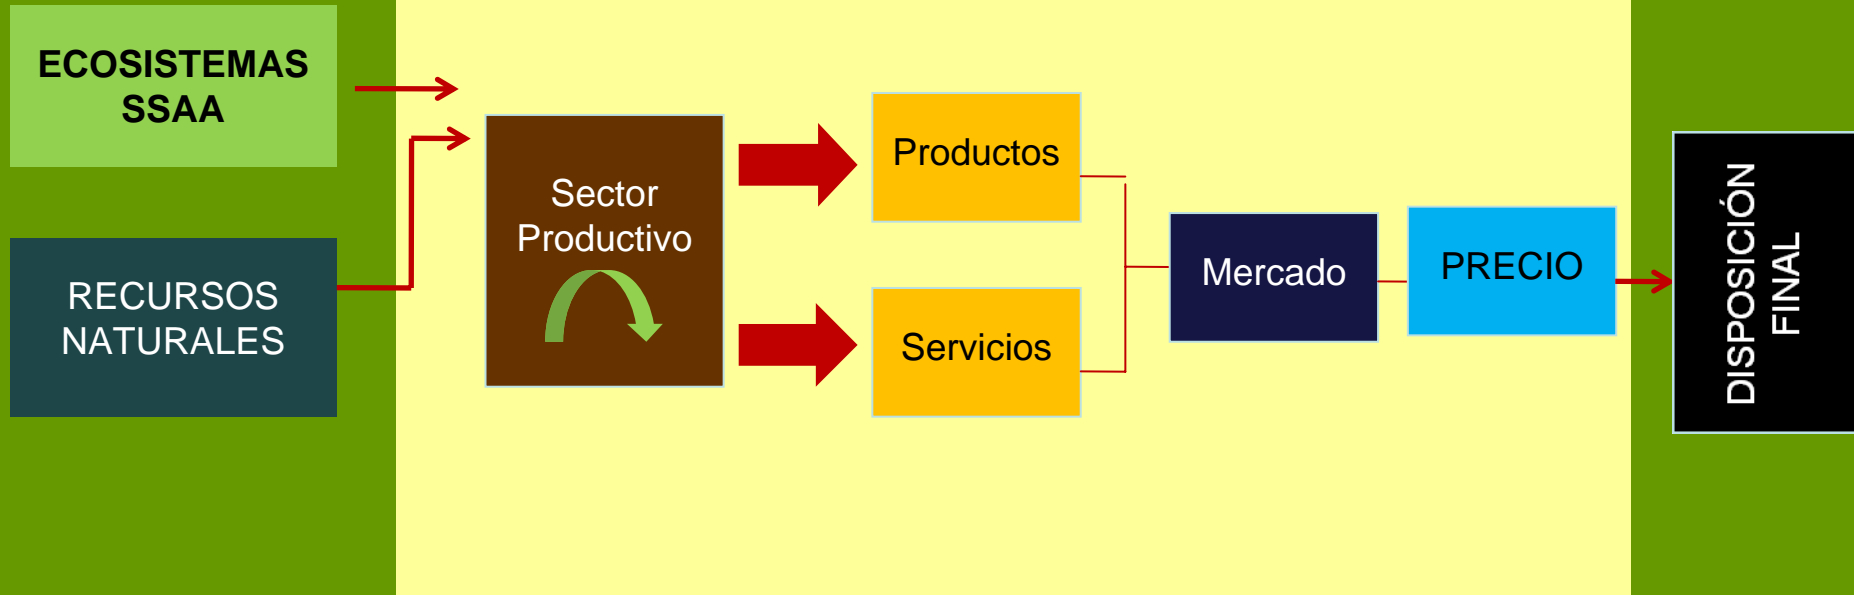 ECOSISTEMAS
SSAA
RECURSOS
NATURALES
Sector
Productivo
Productos
Servicios
Mercado
PRECIO
DISPOSICIÓN
FINAL